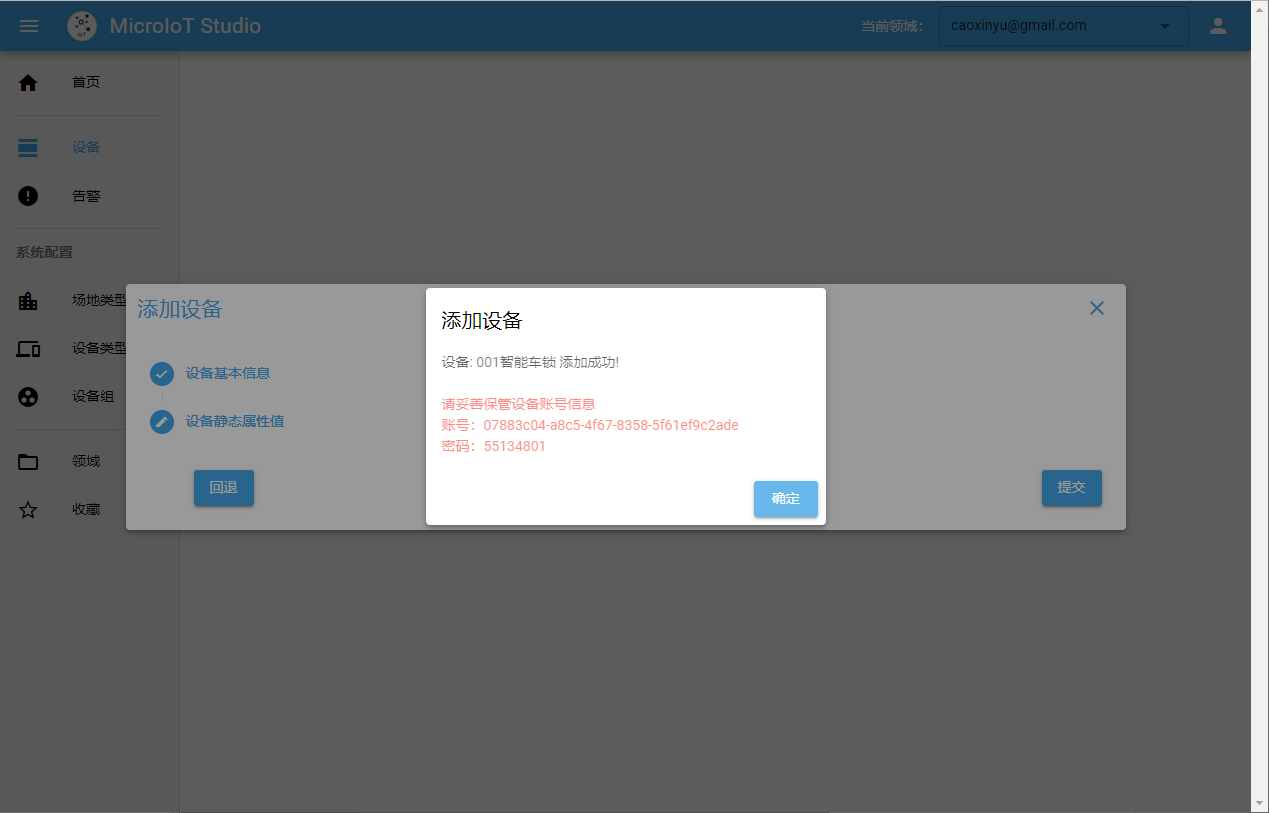 MicroIoT Studio
当前领域：
caoxinyu@gmail.com
首页
设备
告警
系统配置
场地类型
设备类型
设备组
领域
收藏
添加设备
设备基本信息
设备静态属性值
回退
提交
添加设备
设备: 001智能车锁 添加成功!
请妥善保管设备账号信息
账号：07883c04-a8c5-4f67-8358-5f61ef9c2ade
密码：55134801
确定